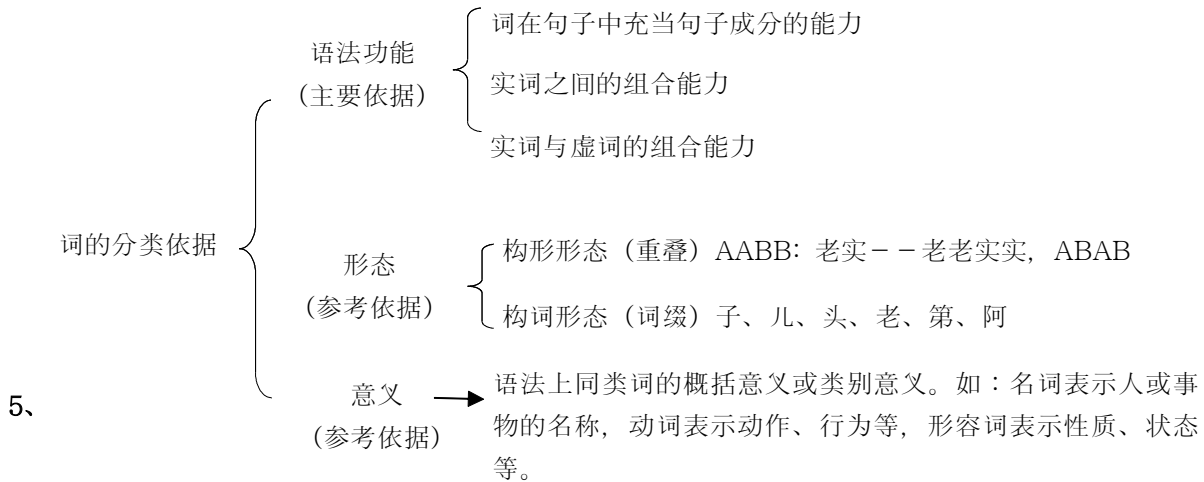 词在句子中充当句子成分的能力
语法功能
(主要依据)
实词之间的组合能力
实词与虚词的组合能力
词的分类依据
构形形态（重叠）AABB：老实－－老老实实，ABAB
形态
(参考依据)
构词形态（词缀）子、儿、头、老、第、阿
5、
意义
(参考依据)
语法上同类词的概括意义或类别意义。如：名词表示人或事
物的名称，动词表示动作、行为等，形容词表示性质、状态
等。